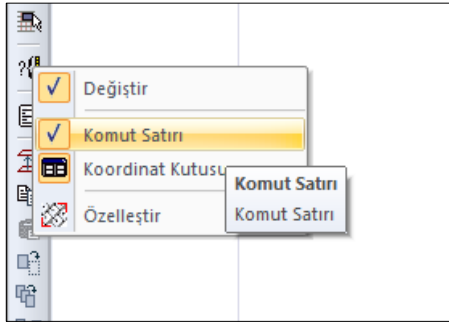 Değiştir
Komut Satırı
Koordinat Kutusu
Komut Satırı
Komut Satırı
Özelleştir